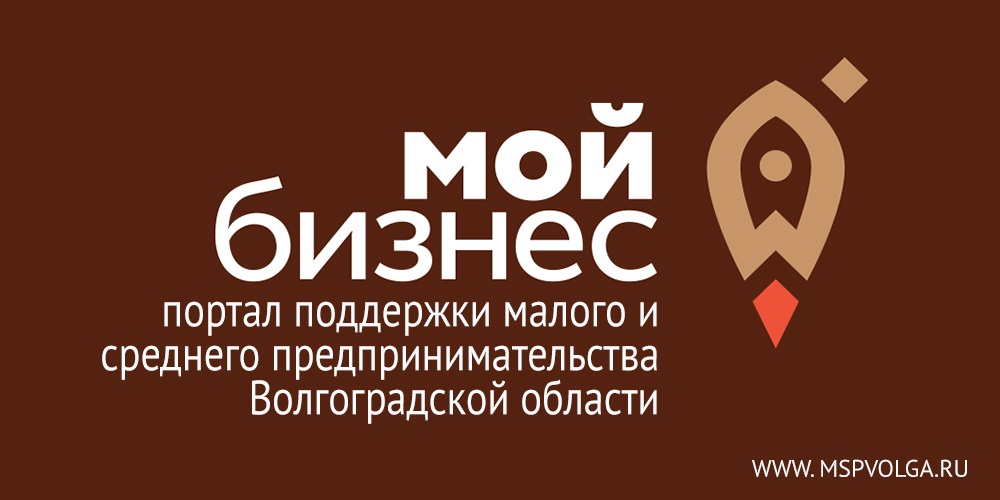 мой
бизнес
портал поддержки малого и
среднего предпринимательства
Волгоградской области
WWW. MSPVOLGA.RU